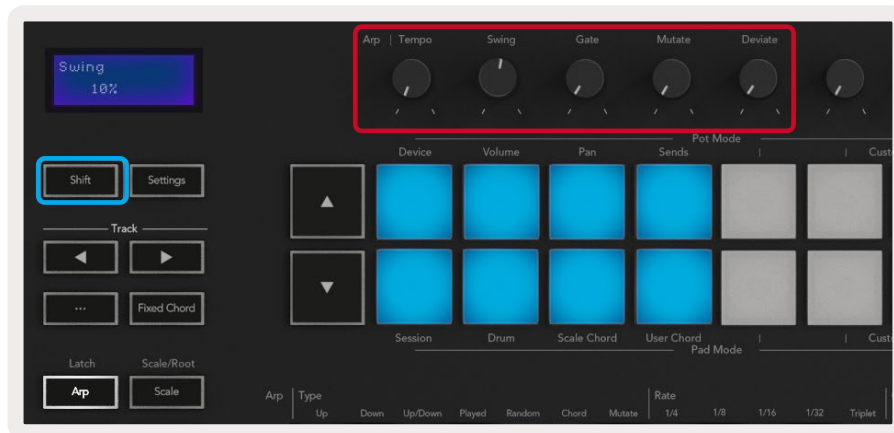 Swing
10%
Arp | Tempo Swing Gate Mutate Deviate
Pot Mode
Device Volume Pan Sends
Shift Settings
Track
... Fixed Chord
Session Drum Scale Chord User Chord
Pad Mode
Latch Scale/Root
Arp Scale
Arp Type Rate
Up Down Up/Down Played Random Chord Mutate 1/4 1/8 1/16 1/32 Triplet